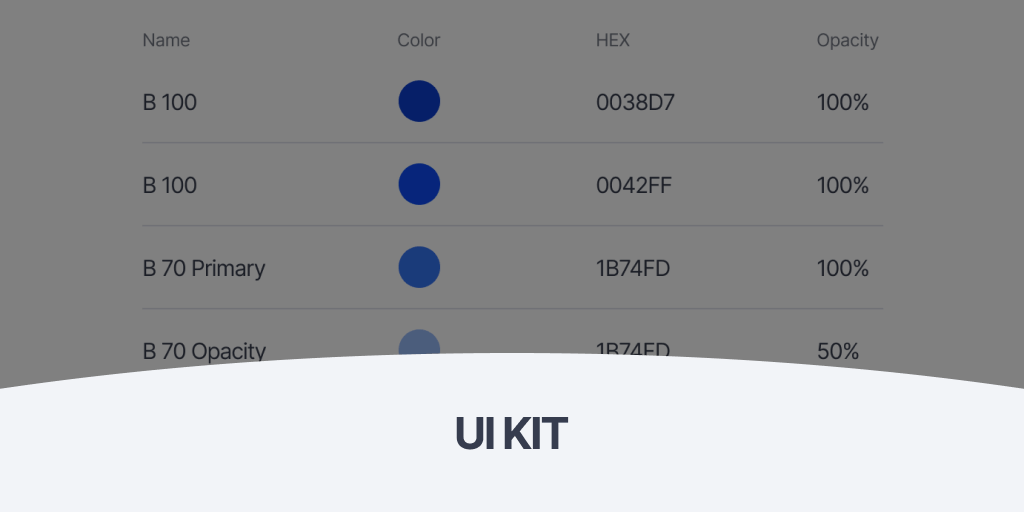 Name Color HEX Opacity
B 100 0038D7 100%
B 100 0042FF 100%
B 70 Primary 1B74FD 100%
B 70 Opacity 1B74FD 50%
UI KIT